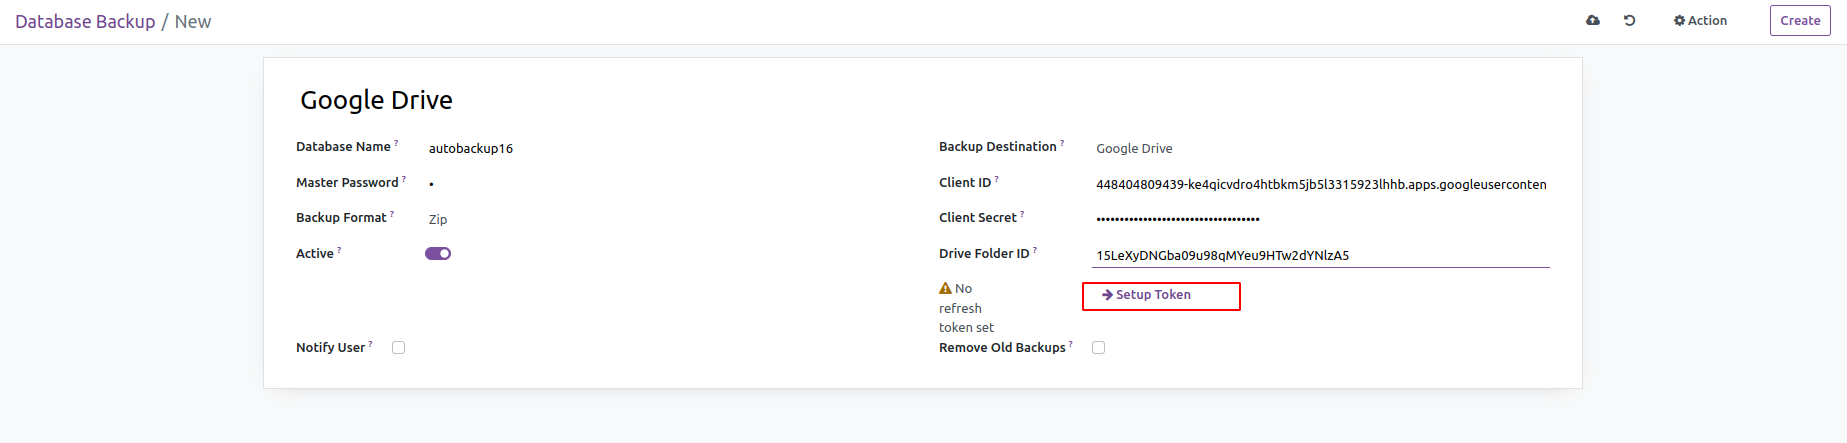 Database Backup / New
Action
Create
Google Drive
Database Name ?
autobackup16
Backup Destination ?
Google Drive
Master Password ?
•
Client ID ?
448404809439-ke4qicvdro4htbkm5jb5l3315923lhhb.apps.googleuserconten
Backup Format ?
Zip
Client Secret ?
•••••••••••••••••••••••••••••••••••
Active ?
Drive Folder ID ?
15LeXyDNGba09u98qMYeu9HTw2dYNlzA5
No
refresh
token set
Setup Token
Notify User ?
Remove Old Backups ?